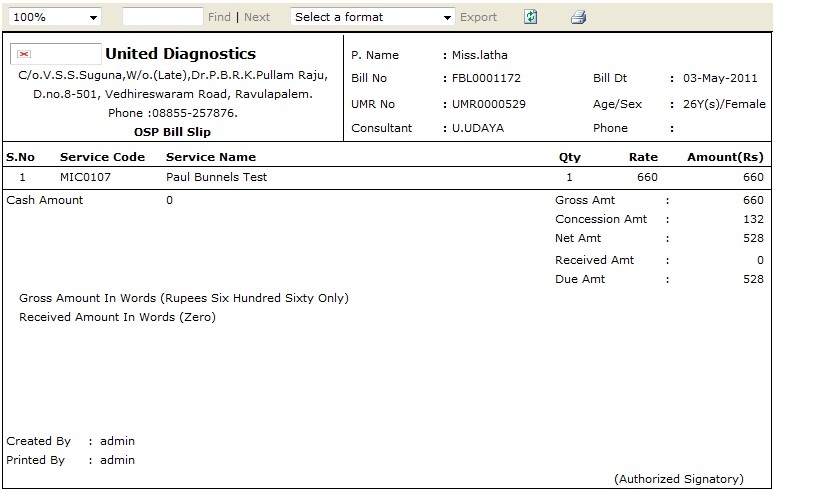 100% Find | Next Select a format Export
United Diagnostics
C/o.V.S.S.Suguna,W/o.(Late),Dr.P.B.R.K.Pullam Raju,
D.no.8-501, Vedhireswaram Road, Ravulapalem.
Phone :08855-257876.
OSP Bill Slip
P. Name : Miss.latha
Bill No : FBL0001172 Bill Dt : 03-May-2011
UMR No : UMR0000529 Age/Sex : 26Y(s)/Female
Consultant : U.UDAYA Phone :
S.No Service Code Service Name Qty Rate Amount(Rs)
1 MIC0107 Paul Bunnels Test 1 660 660
Cash Amount 0 Gross Amt : 660
Concession Amt : 132
Net Amt : 528
Received Amt : 0
Due Amt : 528
Gross Amount In Words (Rupees Six Hundred Sixty Only)
Received Amount In Words (Zero)
Created By : admin
Printed By : admin
(Authorized Signatory)